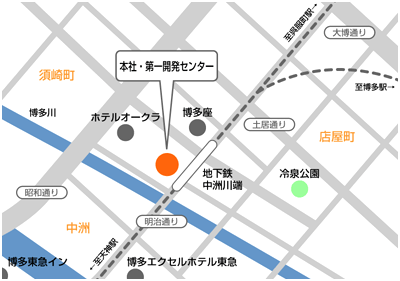 至呉服町駅→
大博通り
本社・第一開発センター
須崎町
至博多駅→
博多川
ホテルオークラ
博多座
土居通り
店屋町
地下鉄
中洲川端
冷泉公園
昭和通り
中洲
明治通り
←至天神駅
博多東急イン
博多エクセルホテル東急